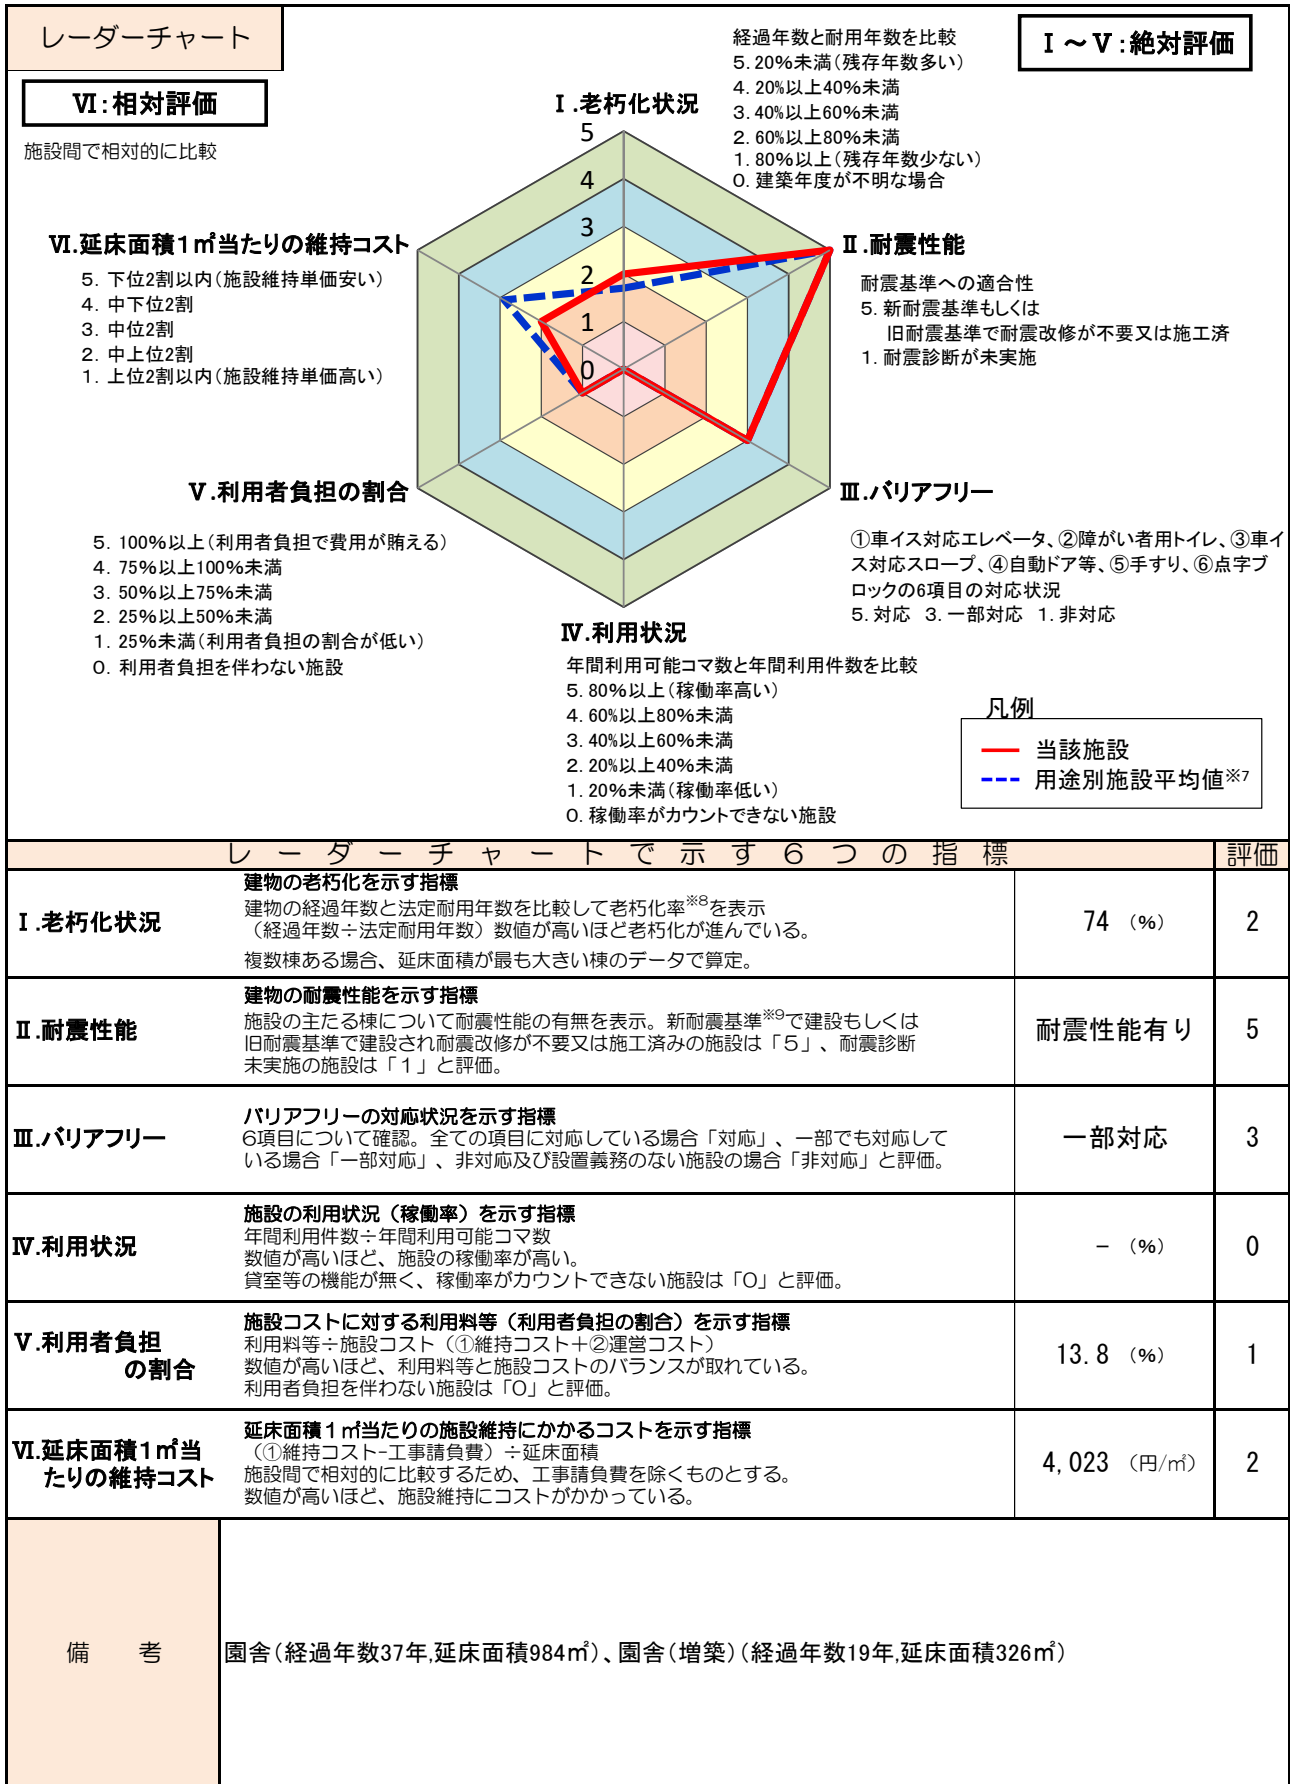 レーダーチャート
Ⅵ：相対評価
施設間で相対的に比較
Ⅰ～Ⅴ：絶対評価
Ⅰ.老朽化状況
経過年数と耐用年数を比較
5. 20%未満（残存年数多い）
4. 20%以上40%未満
3. 40%以上60%未満
2. 60%以上80%未満
1. 80%以上（残存年数少ない）
0. 建築年度が不明な場合
5
4
3
2
1
0
Ⅱ.耐震性能
耐震基準への適合性
5. 新耐震基準もしくは
旧耐震基準で耐震改修が不要又は施工済
1. 耐震診断が未実施
Ⅵ.延床面積1㎡当たりの維持コスト
5. 下位2割以内（施設維持単価安い）
4. 中下位2割
3. 中位2割
2. 中上位2割
1. 上位2割以内（施設維持単価高い）
Ⅲ.バリアフリー
①車イス対応エレベータ、②障がい者用トイレ、③車イ
ス対応スロープ、④自動ドア等、⑤手すり、⑥点字ブ
ロックの6項目の対応状況
5. 対応 3. 一部対応 1. 非対応
Ⅴ.利用者負担の割合
5. 100%以上（利用者負担で費用が賄える）
4. 75%以上100%未満
3. 50%以上75%未満
2. 25%以上50%未満
1. 25%未満（利用者負担の割合が低い）
0. 利用者負担を伴わない施設
Ⅳ.利用状況
年間利用可能コマ数と年間利用件数を比較
5. 80%以上（稼働率高い）
4. 60%以上80%未満
3. 40%以上60%未満
2. 20%以上40%未満
1. 20%未満（稼働率低い）
0. 稼働率がカウントできない施設
凡例
当該施設
用途別施設平均値※7
レーダーチャートで示す6つの指標 評価
Ⅰ.老朽化状況
建物の老朽化を示す指標
建物の経過年数と法定耐用年数を比較して老朽化率※8を表示
（経過年数÷法定耐用年数）数値が高いほど老朽化が進んでいる。
複数棟ある場合、延床面積が最も大きい棟のデータで算定。
74 （%） 2
Ⅱ.耐震性能
建物の耐震性能を示す指標
施設の主たる棟について耐震性能の有無を表示。新耐震基準※9で建設もしくは
旧耐震基準で建設され耐震改修が不要又は施工済みの施設は「5」、耐震診断
未実施の施設は「1」と評価。
耐震性能有り 5
Ⅲ.バリアフリー
バリアフリーの対応状況を示す指標
6項目について確認。全ての項目に対応している場合「対応」、一部でも対応して
いる場合「一部対応」、非対応及び設置義務のない施設の場合「非対応」と評価。
一部対応 3
Ⅳ.利用状況
施設の利用状況（稼働率）を示す指標
年間利用件数÷年間利用可能コマ数
数値が高いほど、施設の稼働率が高い。
貸室等の機能が無く、稼働率がカウントできない施設は「0」と評価。
－ （%） 0
Ⅴ.利用者負担
の割合
施設コストに対する利用料等（利用者負担の割合）を示す指標
利用料等÷施設コスト（①維持コスト+②運営コスト）
数値が高いほど、利用料等と施設コストのバランスが取れている。
利用者負担を伴わない施設は「0」と評価。
13.8 （%） 1
Ⅵ.延床面積1㎡当
たりの維持コスト
延床面積1㎡当たりの施設維持にかかるコストを示す指標
（①維持コスト-工事請負費）÷延床面積
施設間で相対的に比較するため、工事請負費を除くものとする。
数値が高いほど、施設維持にコストがかかっている。
4,023 （円/㎡） 2
備 考
園舎（経過年数37年,延床面積984㎡）、園舎（増築）（経過年数19年,延床面積326㎡）